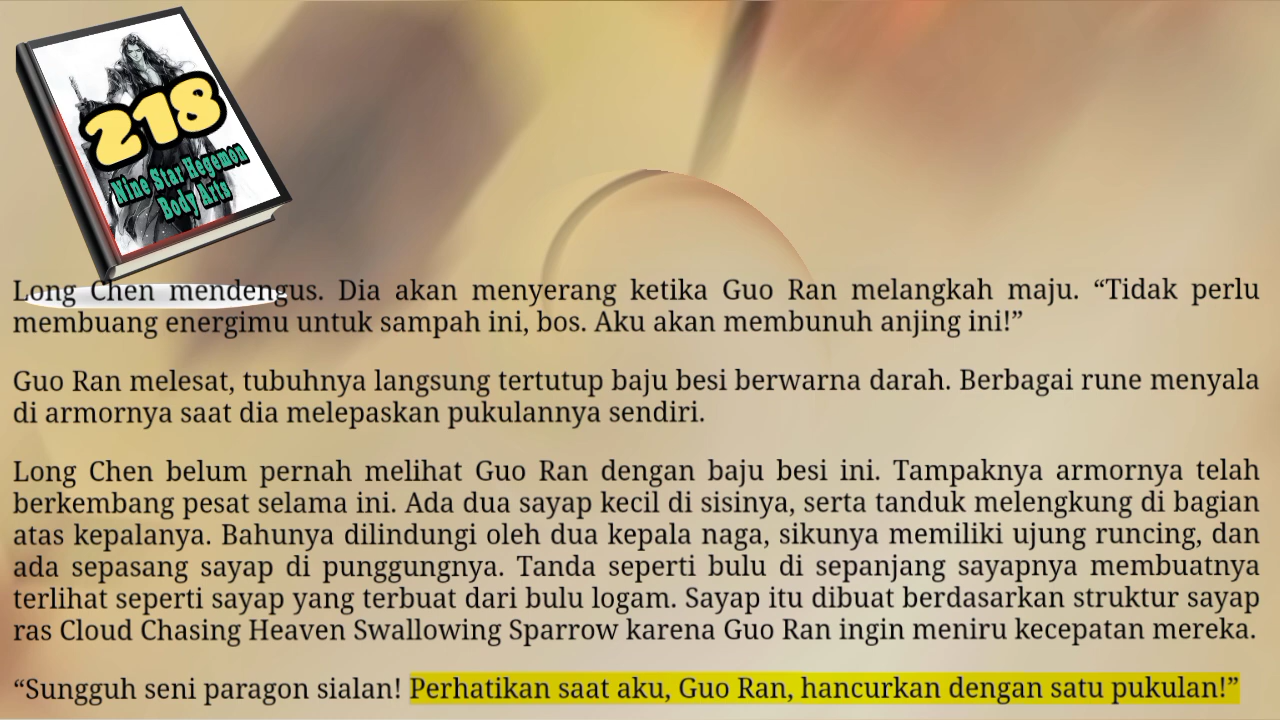 218
Nine Star Hegemon
Body Arts
Long Chen mendengus. Dia akan menyerang ketika Guo Ran melangkah maju. “Tidak perlu
membuang energimu untuk sampah ini, bos. Aku akan membunuh anjing ini!”
Guo Ran melesat, tubuhnya langsung tertutup baju besi berwarna darah. Berbagai rune menyala
di armornya saat dia melepaskan pukulannya sendiri.
Long Chen belum pernah melihat Guo Ran dengan baju besi ini. Tampaknya armornya telah
berkembang pesat selama ini. Ada dua sayap kecil di sisinya, serta tanduk melengkung di bagian
atas kepalanya. Bahunya dilindungi oleh dua kepala naga, sikunya memiliki ujung runcing, dan
ada sepasang sayap di punggungnya. Tanda seperti bulu di sepanjang sayapnya membuatnya
terlihat seperti sayap yang terbuat dari bulu logam. Sayap itu dibuat berdasarkan struktur sayap
ras Cloud Chasing Heaven Swallowing Sparrow karena Guo Ran ingin meniru kecepatan mereka.
“Sungguh seni paragon sialan! Perhatikan saat aku, Guo Ran, hancurkan dengan satu pukulan!”